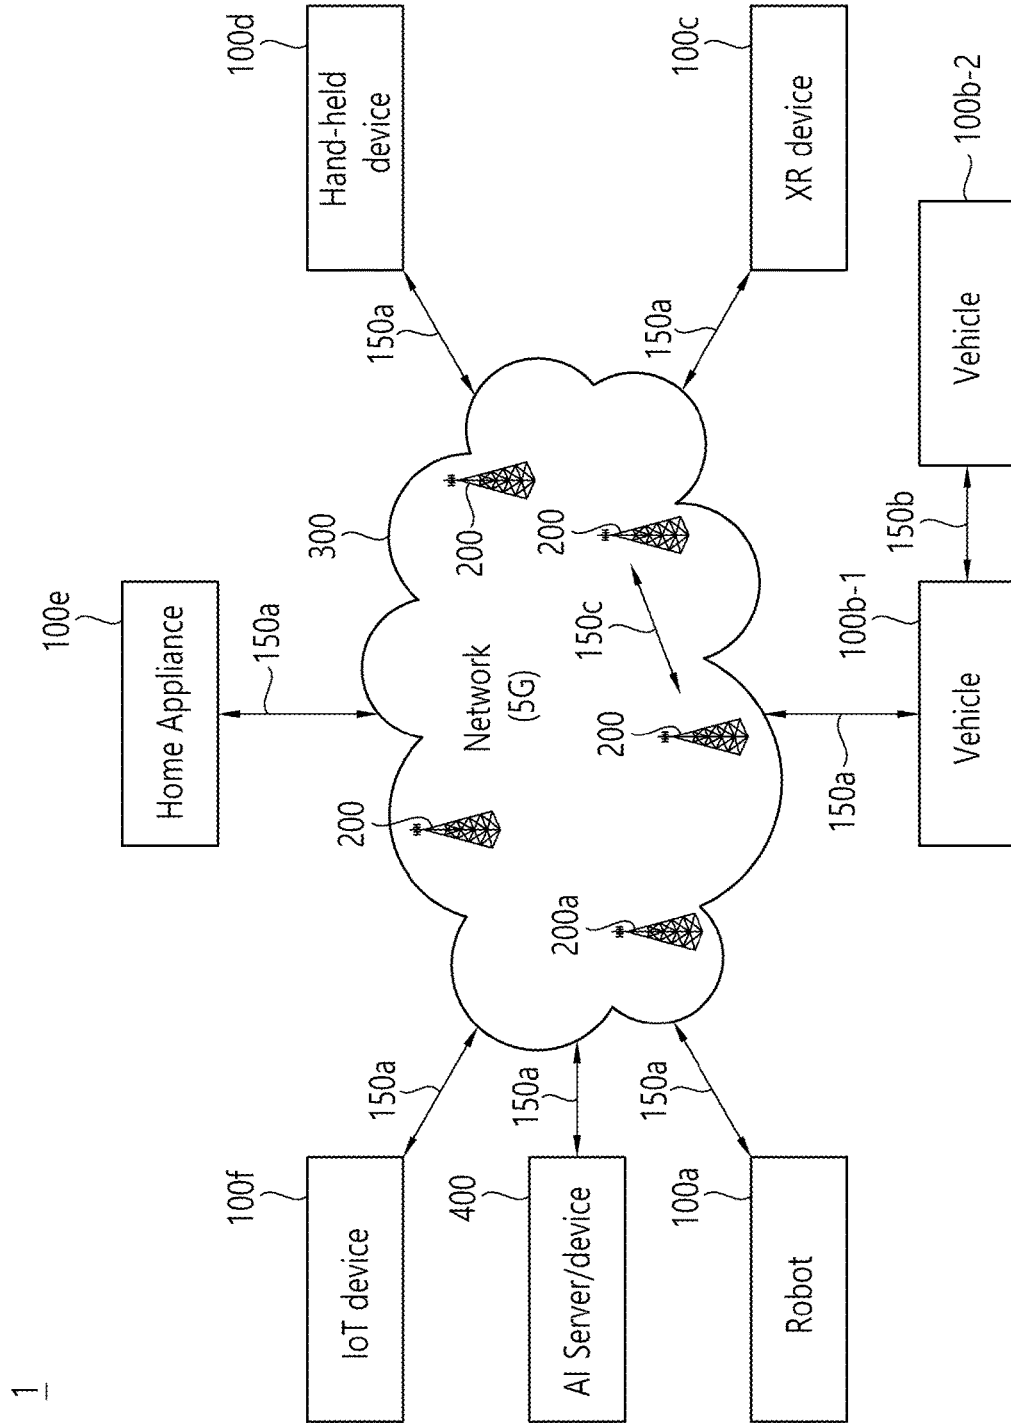 1
100e
Home Appliance
150a
100f
IoT device
150a
300
100d
Hand-held
device
150a
200
200
Network
(5G)
400
AI Server/device
150a
200a
200
150c
200
100a
Robot
150a
100c
XR device
150a
150a
100b-1
Vehicle
150b
100b-2
Vehicle